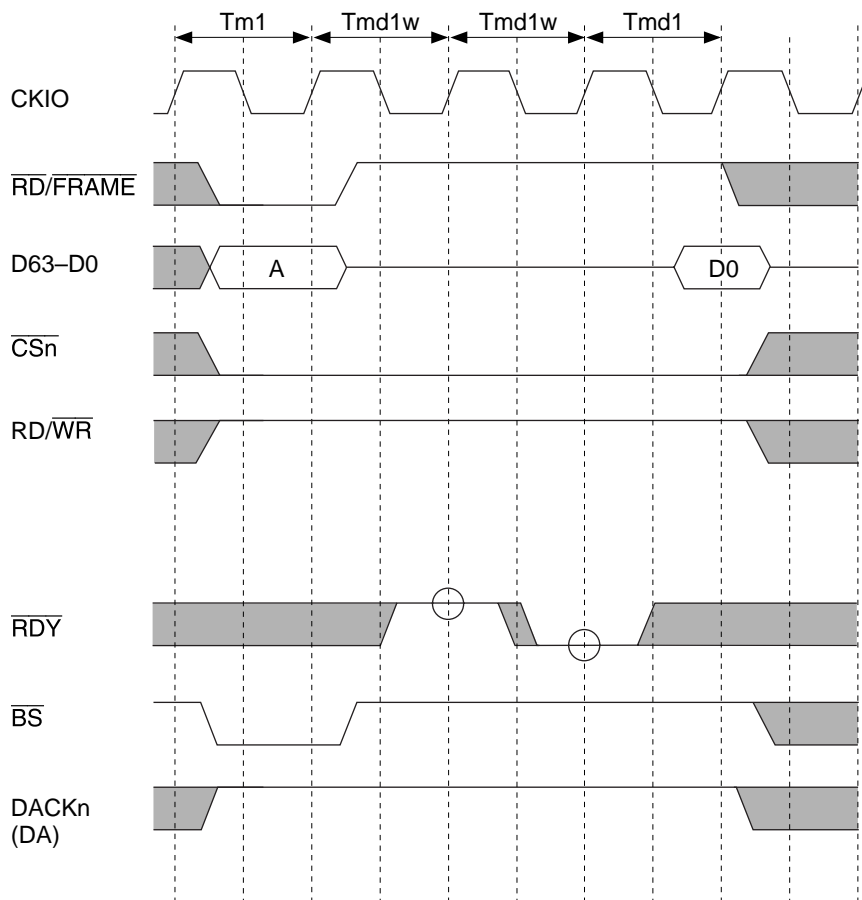 Tm1 Tmd1w Tmd1w Tmd1
CKIO
RD/FRAME
D63–D0 A D0
CSn
RD/WR
RDY
BS
DACKn
(DA)